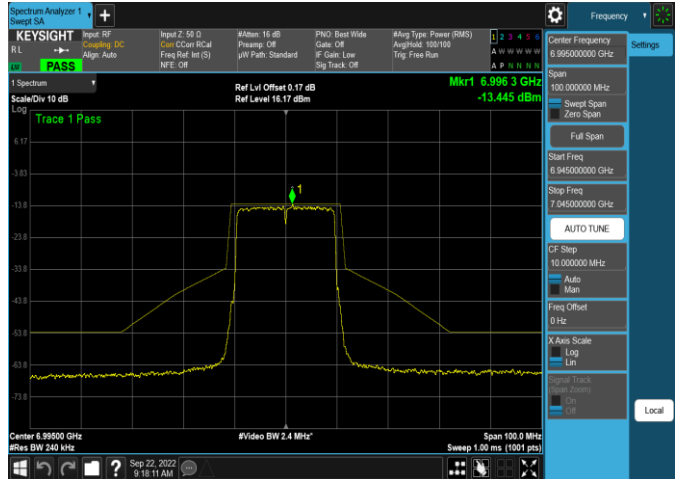 Spectrum Analyzer 1
Swept SA
Frequency
KEYSIGHT
RL
PASS
Input: RF
Coupling: DC
Align: Auto
Input Z: 50 Ω
Corr CCorr RCal
Freq Ref: Int (S)
NFE: Off
#Atten: 16 dB
Preamp: Off
µW Path: Standard
PNO: Best Wide
Gate: Off
IF Gain: Low
Sig Track: Off
#Avg Type: Power (RMS)
Avg|Hold: 100/100
Trig: Free Run
1 2 3 4 5 6
A W W W W W
A P N N N N
1 Spectrum
Scale/Div 10 dB
Log
Ref Lvl Offset 0.17 dB
Ref Level 16.17 dBm
Mkr1 6.996 3 GHz
-13.445 dBm
Trace 1 Pass
6.17
-3.83
-13.8
-23.8
-33.8
-43.8
-53.8
-63.8
-73.8
1
Center 6.99500 GHz
#Res BW 240 kHz
#Video BW 2.4 MHz*
Span 100.0 MHz
Sweep 1.00 ms (1001 pts)
Sep 22, 2022
9:18:11 AM
Center Frequency
6.995000000 GHz
Span
100.000000 MHz
Swept Span
Zero Span
Full Span
Start Freq
6.945000000 GHz
Stop Freq
7.045000000 GHz
AUTO TUNE
CF Step
10.000000 MHz
Auto
Man
Freq Offset
0 Hz
X Axis Scale
Log
Lin
Signal Track
(Span Zoom)
On
Off
Settings
Local